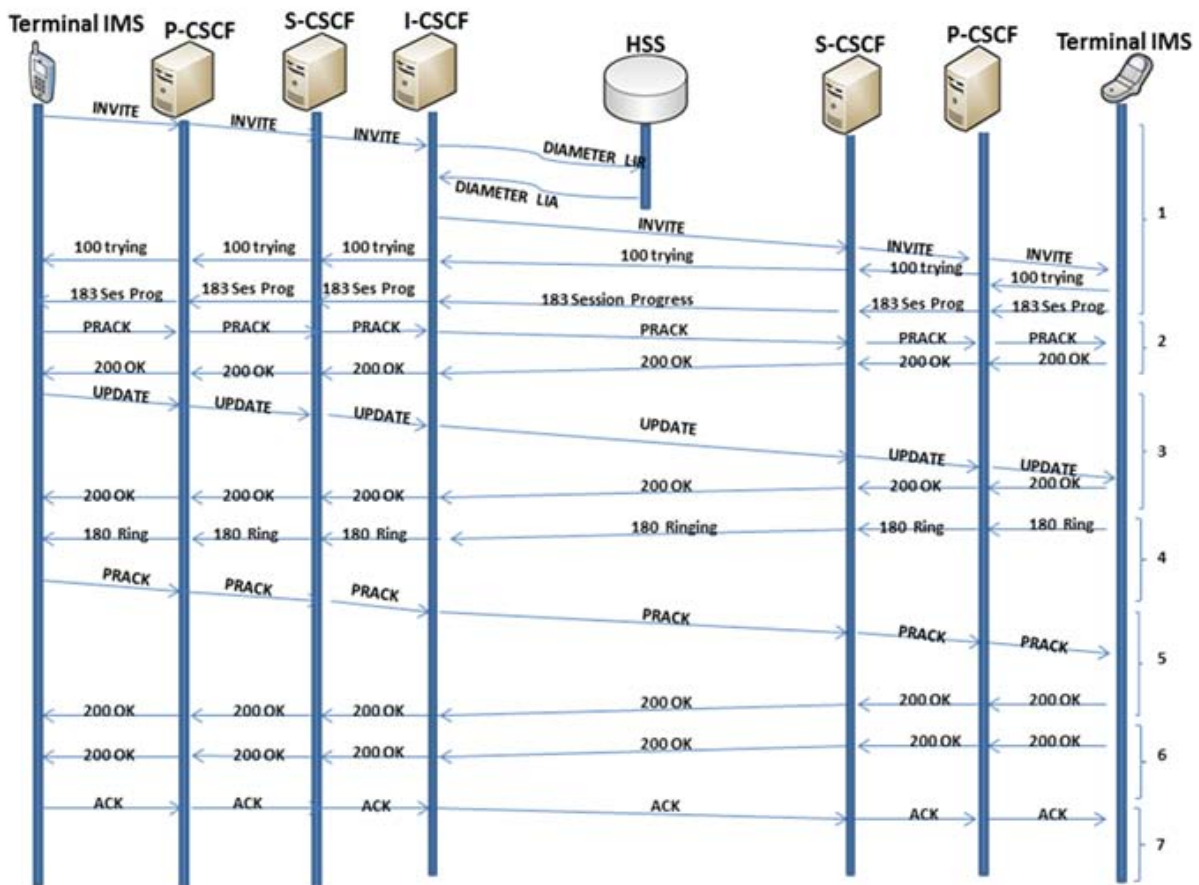 Terminal IMS P-CSCF S-CSCF I-CSCF HSS S-CSCF P-CSCF Terminal IMS
INVITE INVITE INVITE DIAMETER LIR
DIAMETER LIA
INVITE INVITE INVITE
1
100 trying 100 trying 100 trying 100 trying 100 trying 100 trying
183 Ses Prog 183 Ses Prog 183 Ses Prog 183 Session Progress 183 Ses Prog 183 Ses Prog
PRACK PRACK PRACK PRACK PRACK PRACK
2
200 OK 200 OK 200 OK 200 OK 200 OK 200 OK
UPDATE UPDATE UPDATE UPDATE UPDATE UPDATE
3
200 OK 200 OK 200 OK 200 OK 200 OK 200 OK
180 Ring 180 Ring 180 Ring 180 Ringing 180 Ring 180 Ring
4
PRACK PRACK PRACK PRACK PRACK PRACK
5
200 OK 200 OK 200 OK 200 OK 200 OK 200 OK
200 OK 200 OK 200 OK 200 OK 200 OK 200 OK
6
ACK ACK ACK ACK ACK ACK
7